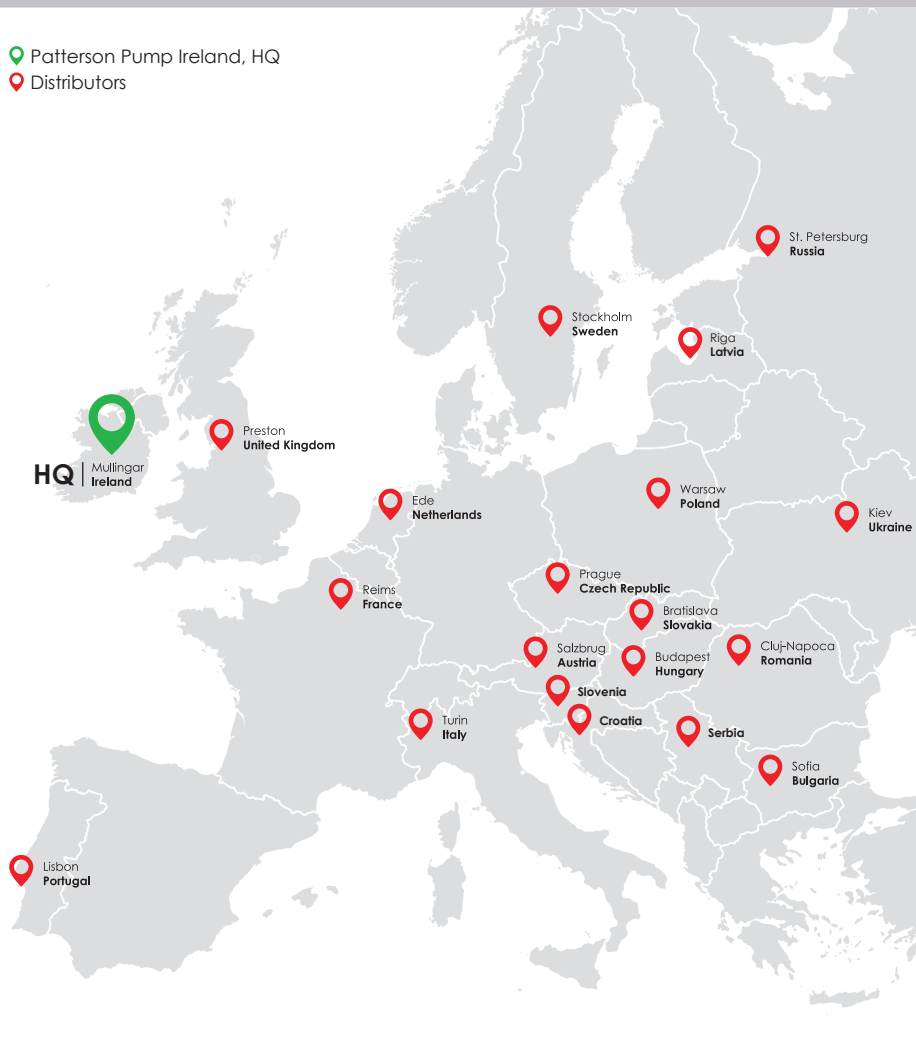 Patterson Pump Ireland, HQ
Distributors
St. Petersburg
Russia
Stockholm
Sweden
Riga
Latvia
Preston
United Kingdom
HQ
Mullingar
Ireland
Ede
Netherlands
Warsaw
Poland
Kiev
Ukraine
Prague
Czech Republic
Reims
France
Bratislava
Slovakia
Salzbrug
Austria
Budapest
Hungary
Cluj-Napoca
Romania
Slovenia
Croatia
Turin
Italy
Serbia
Sofia
Bulgaria
Lisbon
Portugal